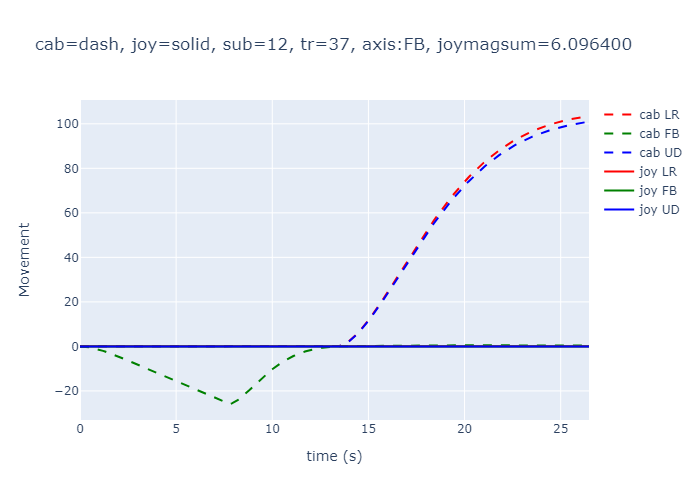 cab=dash, joy=solid, sub=12, tr=37, axis:FB, joymagsum=6.096400
cab LR
cab FB
cab UD
joy LR
joy FB
joy UD
Movement
100
80
60
40
20
0
−20
0
5
10
15
20
25
time (s)